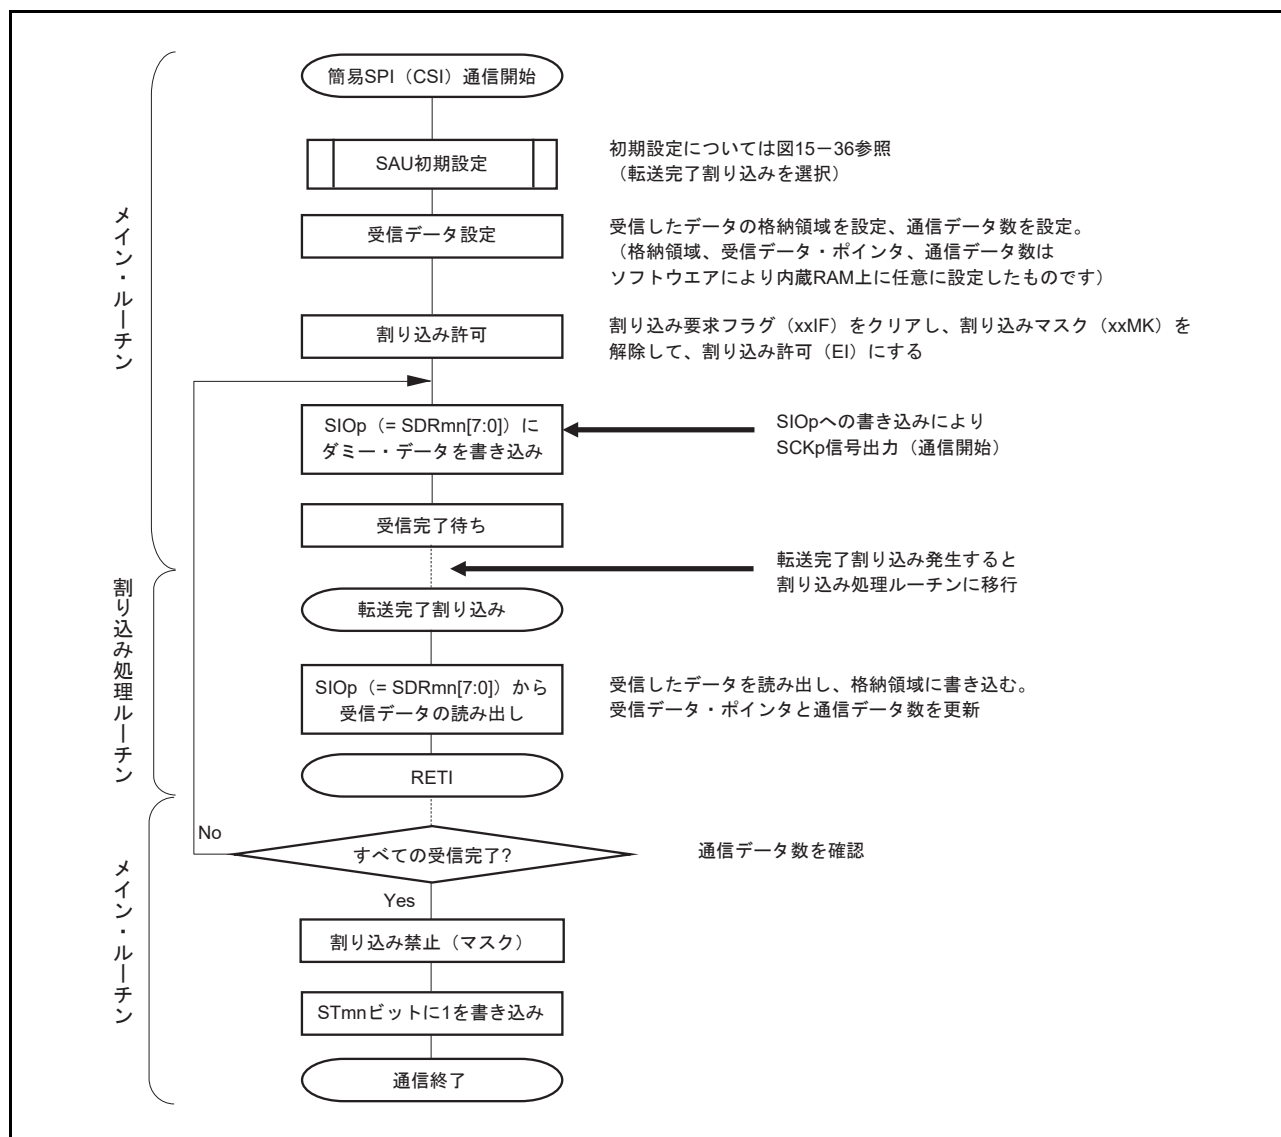 簡易SPI（CSI）通信開始
SAU初期設定
初期設定については図15－36参照
（転送完了割り込みを選択）
受信データ設定
受信したデータの格納領域を設定、通信データ数を設定。
（格納領域、受信データ・ポインタ、通信データ数は
ソフトウエアにより内蔵RAM上に任意に設定したものです）
メイン・ルーチン
割り込み許可
割り込み要求フラグ（xxIF）をクリアし、割り込みマスク（xxMK）を
解除して、割り込み許可（EI）にする
SIOp（= SDRmn[7:0]）に
ダミー・データを書き込み
SIOpへの書き込みにより
SCKp信号出力（通信開始）
受信完了待ち
転送完了割り込み発生すると
割り込み処理ルーチンに移行
割り込み処理ルーチン
転送完了割り込み
SIOp（= SDRmn[7:0]）から
受信データの読み出し
受信したデータを読み出し、格納領域に書き込む。
受信データ・ポインタと通信データ数を更新
RETI
No
すべての受信完了?
通信データ数を確認
Yes
メイン・ルーチン
割り込み禁止（マスク）
STmnビットに1を書き込み
通信終了